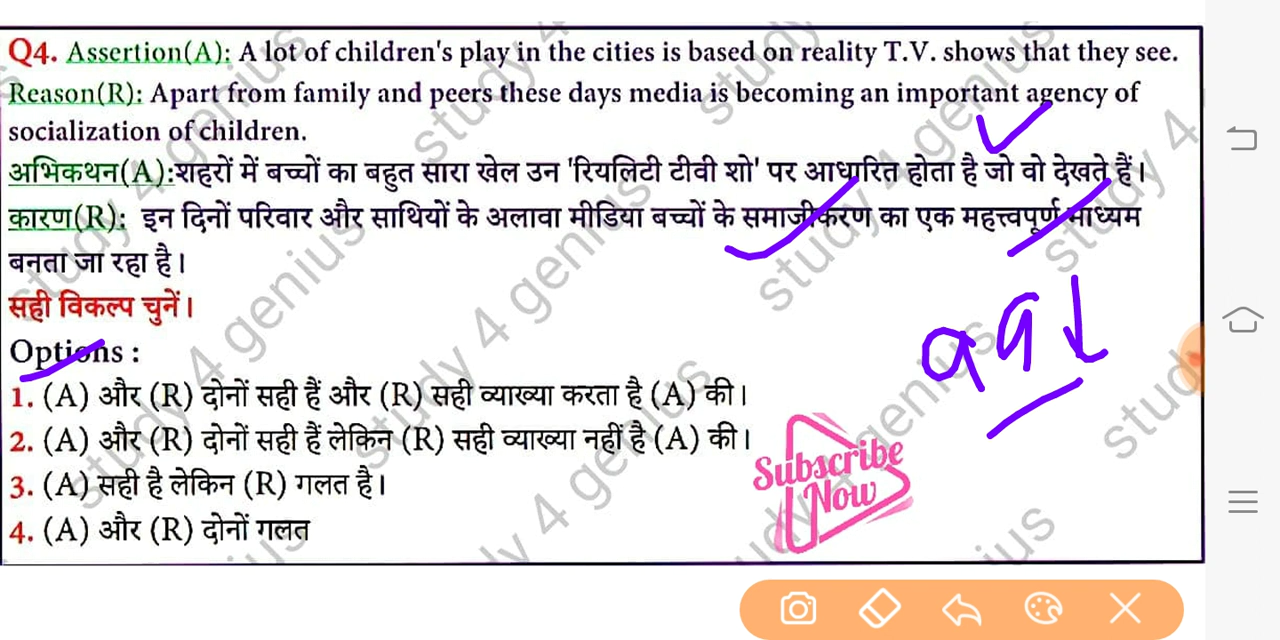 Q4. Assertion(A): A lot of children's play in the cities is based on reality T.V. shows that they see.
Reason(R): Apart from family and peers these days media is becoming an important agency of
socialization of children.
अभिकथन(A):शहरों में बच्चों का बहुत सारा खेल उन 'रियलिटी टीवी शो' पर आधारित होता है जो वो देखते हैं।
कारण(R): इन दिनों परिवार और साथियों के अलावा मीडिया बच्चों के समाजीकरण का एक महत्त्वपूर्ण माध्यम
बनता जा रहा है।
सही विकल्प चुनें।
Options :
1. (A) और (R) दोनों सही हैं और (R) सही व्याख्या करता है (A) की।
2. (A) और (R) दोनों सही हैं लेकिन (R) सही व्याख्या नहीं है (A) की।
3. (A) सही है लेकिन (R) गलत है।
4. (A) और (R) दोनों गलत
Subscribe
Now
study 4 genius